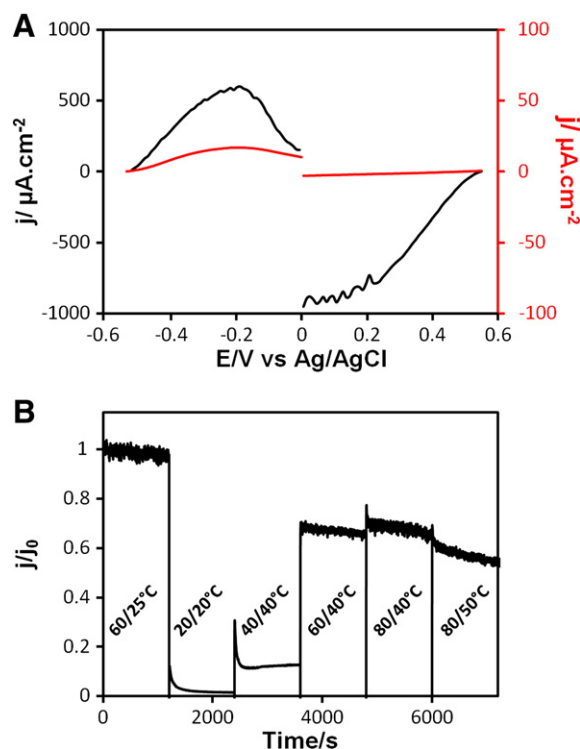 A
j/ µA.cm-2
1000
500
0
-500
-1000
100
50
0
-50
-100
j/ µA.cm-2
-0.6
-0.4
-0.2
0
0.2
0.4
0.6
E/V vs Ag/AgCl
B
j/j0
1
0.8
0.6
0.4
0.2
0
60/25°C
20/20°C
40/40°C
60/40°C
80/40°C
80/50°C
0
2000
4000
6000
Time/s